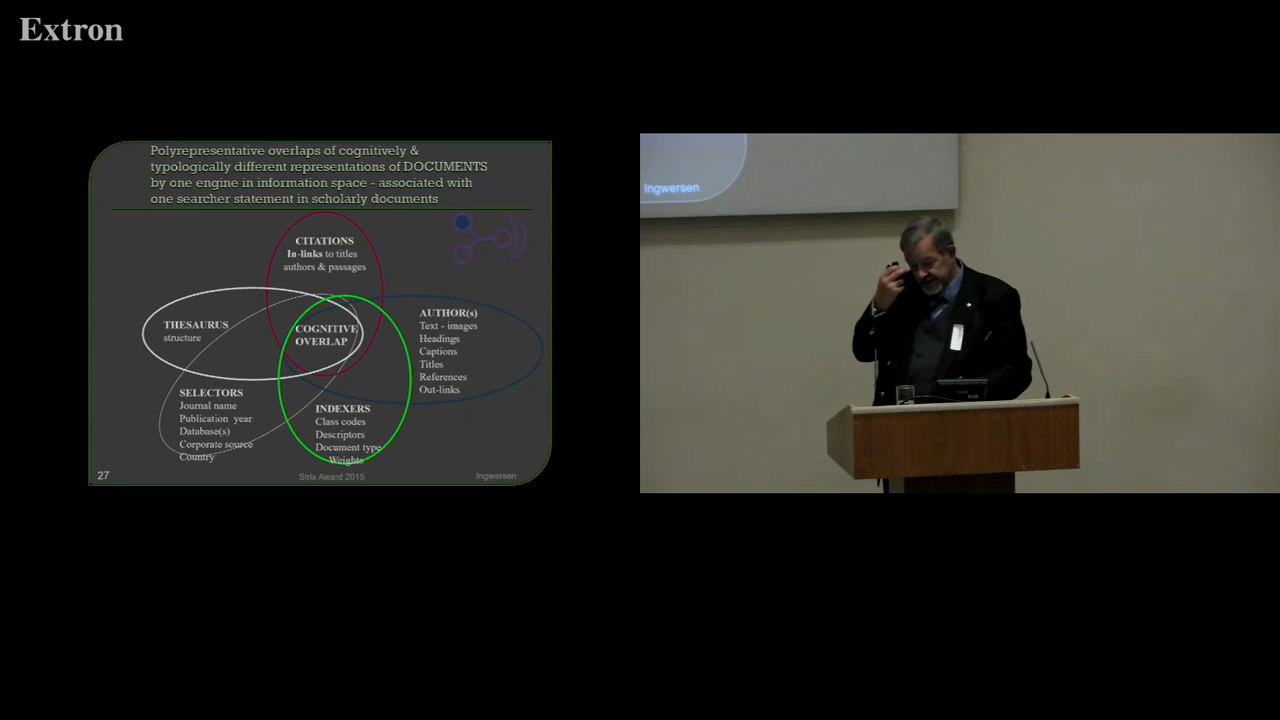 Extron
Polyrepresentative overlaps of cognitively &
typologically different representations of DOCUMENTS
by one engine in information space - associated with
one searcher statement in scholarly documents
CITATIONS
In-links to titles
authors & passages
THESAURUS
structure
COGNITIVE
OVERLAP
AUTHOR(s)
Text - images
Headings
Captions
Titles
References
Out-links
SELECTORS
Journal name
Publication year
Database(s)
Corporate source
Country
INDEXERS
Class codes
Descriptors
Document type
Weights
27
Strix Award 2015
Ingwersen
Ingwersen